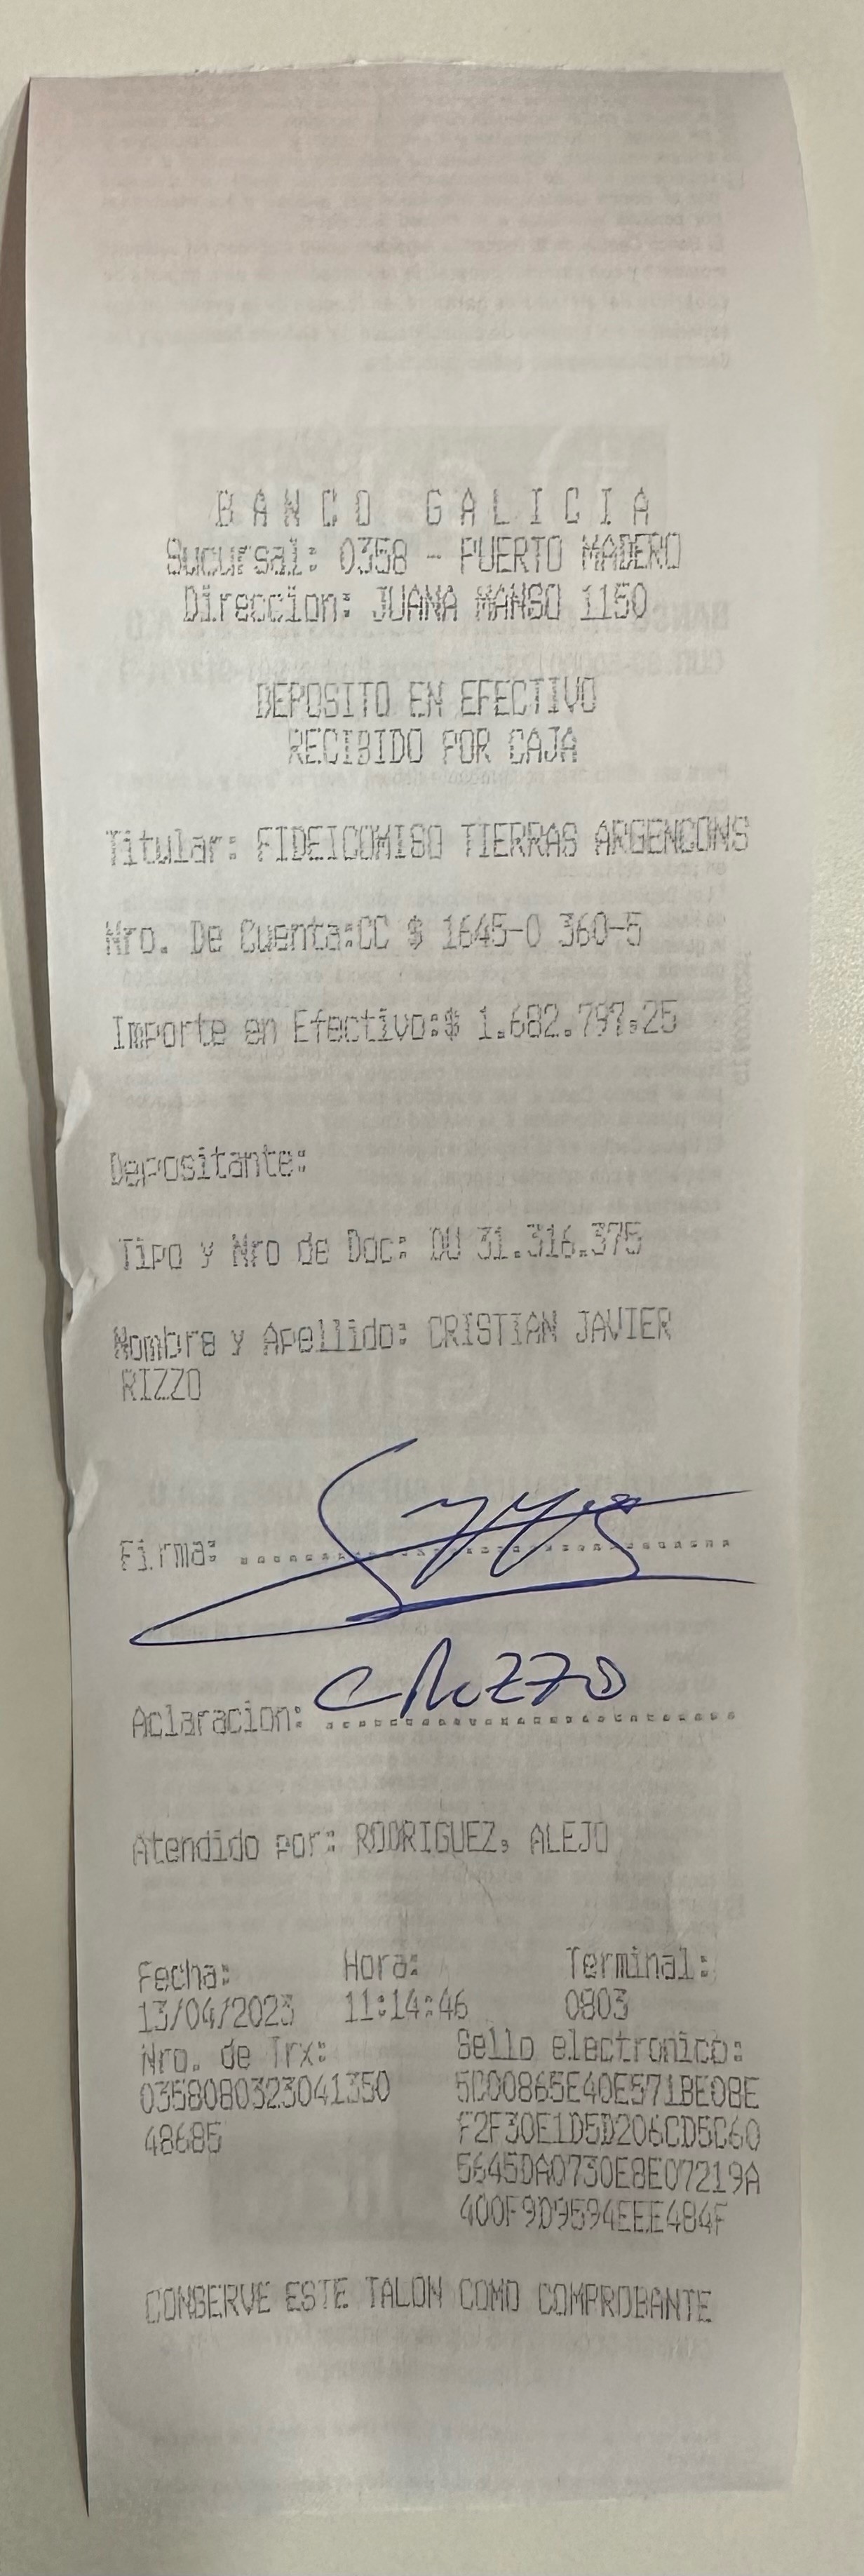 BANCO GALICIA
Sucursal: 0358 - PUERTO MADERO
Direccion: JUANA MANSO 1150
DEPOSITO EN EFECTIVO
RECIBIDO POR CAJA
Titular: FIDEICOMISO TIERRAS ARGENCONS
Nro. De Cuenta:CC $ 1645-0 360-5
Importe en Efectivo:$ 1.682.797,25
Depositante:
Tipo y Nro de Doc: DU 31.316.375
Nombre y Apellido: CRISTIAN JAVIER
RIZZO
Firma:
Aclaracion: C Rizzo
Atendido por: RODRIGUEZ, ALEJO
Fecha: Hora: Terminal:
13/04/2023 11:14:46 0803
Nro. de Trx: Sello electronico:
0358080323041350 5C00865E40E571BE08E
48685 F2F30E1D5D206CD5C60
5645DA0730E8E07219A
400F9D9594EEE484F
CONSERVE ESTE TALON COMO COMPROBANTE